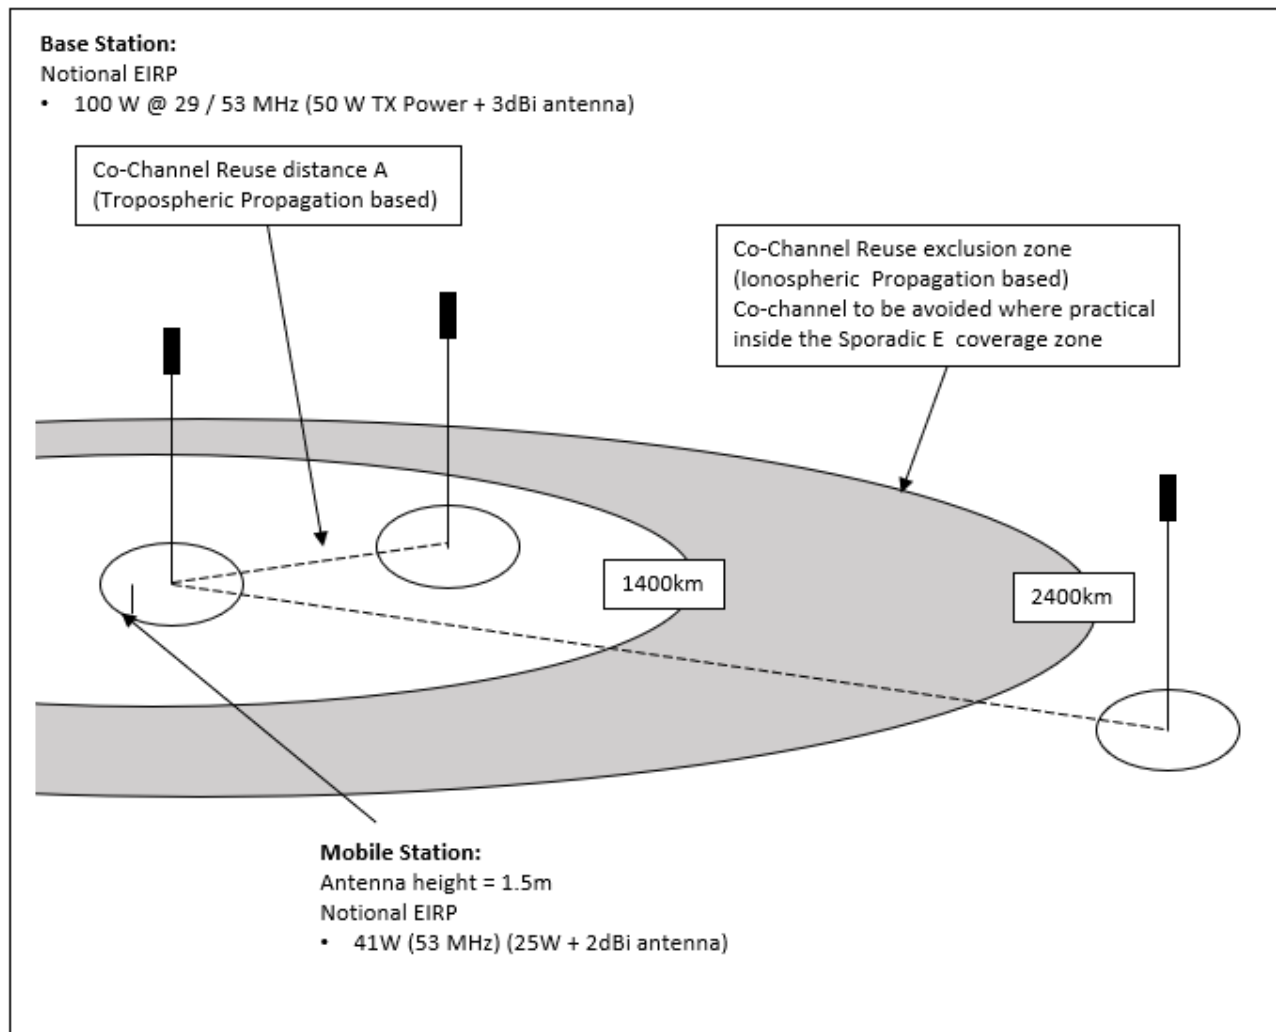 Base Station:
Notional EIRP
• 100 W @ 29 / 53 MHz (50 W TX Power + 3dBi antenna)
Co-Channel Reuse distance A
(Tropospheric Propagation based)
Co-Channel Reuse exclusion zone
(Ionospheric  Propagation based)
Co-channel to be avoided where practical
inside the Sporadic E  coverage zone
1400km
2400km
Mobile Station:
Antenna height = 1.5m
Notional EIRP
• 41W (53 MHz) (25W + 2dBi antenna)